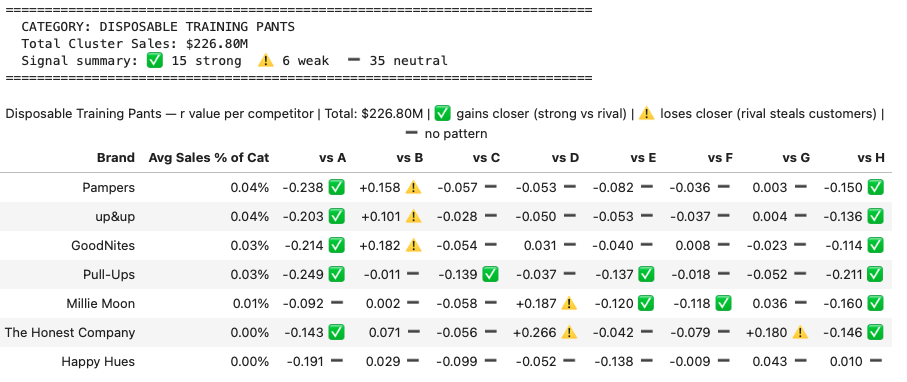 ==============================================================================
CATEGORY: DISPOSABLE TRAINING PANTS
Total Cluster Sales: $226.80M
Signal summary: ✅ 15 strong ⚠️ 6 weak ➖ 35 neutral
==============================================================================
Disposable Training Pants — r value per competitor | Total: $226.80M | ✅ gains closer (strong vs rival) | ⚠️ loses closer (rival steals customers) |
➖ no pattern
Brand Avg Sales % of Cat vs A vs B vs C vs D vs E vs F vs G vs H
Pampers 0.04% -0.238 ✅ +0.158 ⚠️ -0.057 ➖ -0.053 ➖ -0.082 ➖ -0.036 ➖ 0.003 ➖ -0.150 ✅
up&up 0.04% -0.203 ✅ +0.101 ⚠️ -0.028 ➖ -0.050 ➖ -0.053 ➖ -0.037 ➖ 0.004 ➖ -0.136 ✅
GoodNites 0.03% -0.214 ✅ +0.182 ⚠️ -0.054 ➖ 0.031 ➖ -0.040 ➖ 0.008 ➖ -0.023 ➖ -0.114 ✅
Pull-Ups 0.03% -0.249 ✅ -0.011 ➖ -0.139 ✅ -0.037 ➖ -0.137 ✅ -0.018 ➖ -0.052 ➖ -0.211 ✅
Millie Moon 0.01% -0.092 ➖ 0.002 ➖ -0.058 ➖ +0.187 ⚠️ -0.120 ✅ -0.118 ✅ 0.036 ➖ -0.160 ✅
The Honest Company 0.00% -0.143 ✅ 0.071 ➖ -0.056 ➖ +0.266 ⚠️ -0.042 ➖ -0.079 ➖ +0.180 ⚠️ -0.146 ✅
Happy Hues 0.00% -0.191 ➖ 0.029 ➖ -0.099 ➖ -0.052 ➖ -0.138 ➖ -0.009 ➖ 0.043 ➖ 0.010 ➖